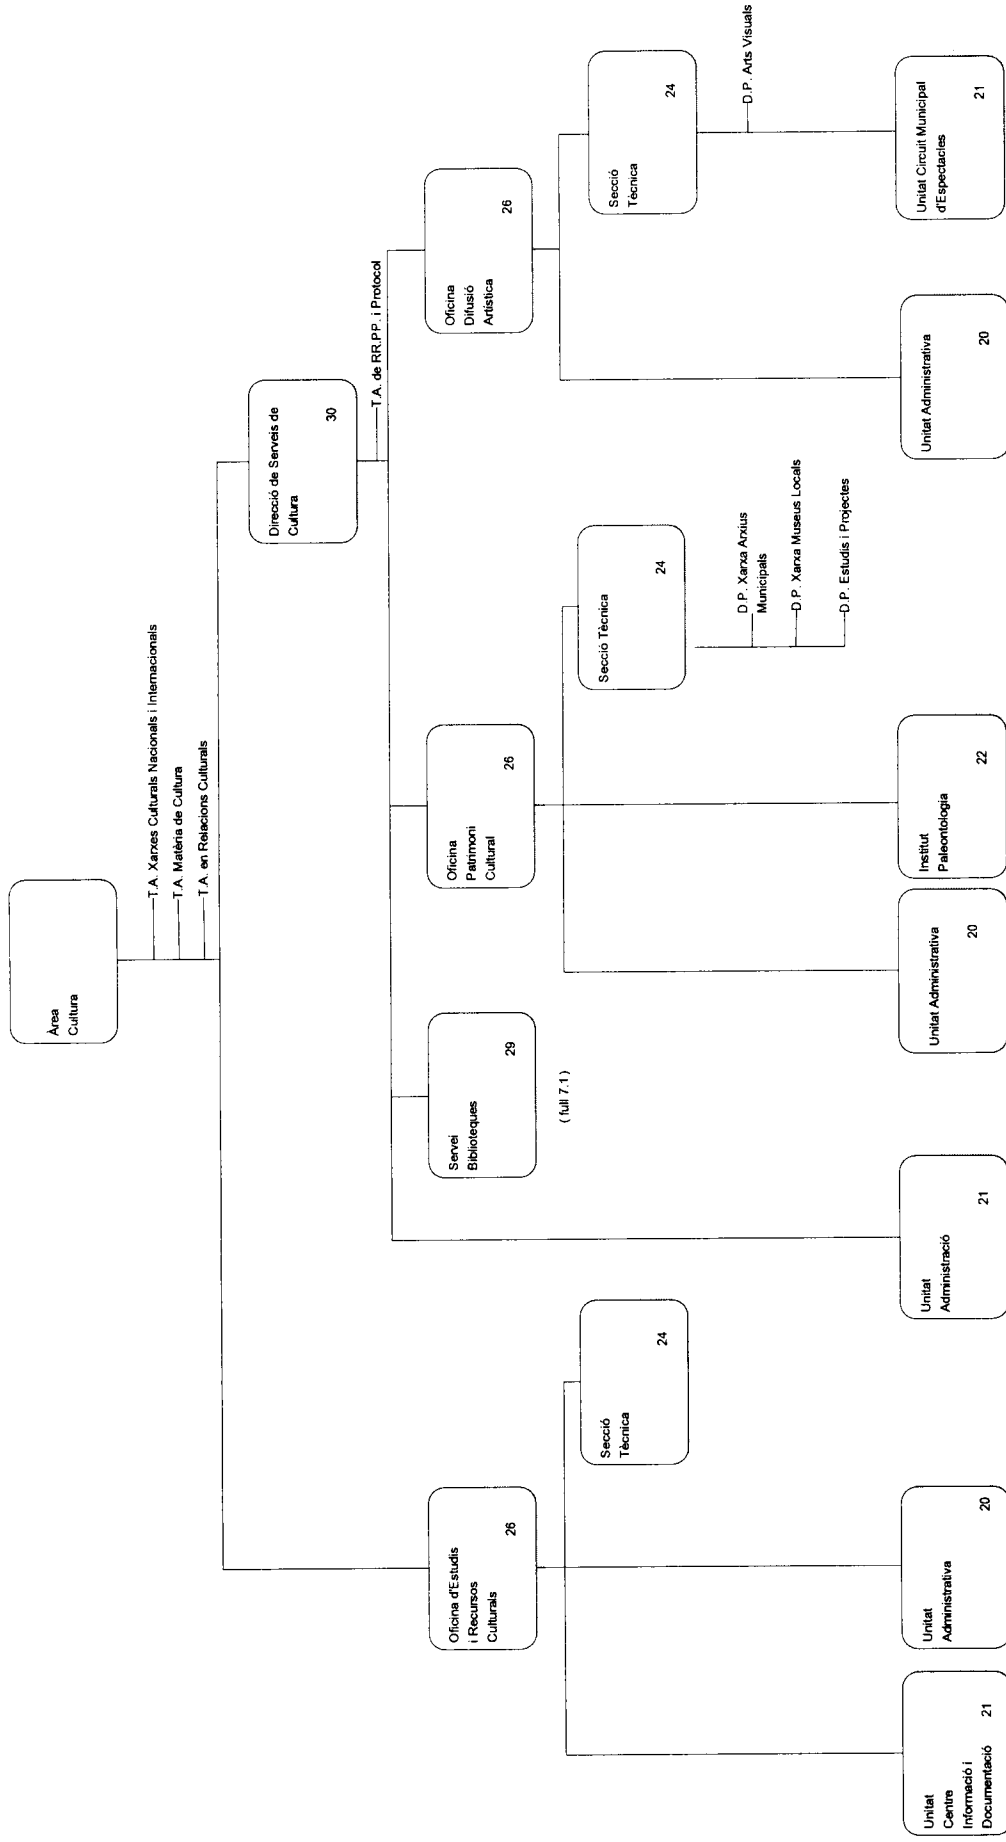 Àrea
Cultura
T.A. Xarxes Culturals Nacionals i Internacionals
T.A. Matèria de Cultura
T.A. en Relacions Culturals
Direcció de Serveis de
Cultura
30
T.A. de RR.PP. i Protocol
Oficina d'Estudis
i Recursos
Culturals
26
Servei
Biblioteques
29
( full 7.1)
Oficina
Patrimoni
Cultural
26
Oficina
Difusió
Artística
26
Secció
Tècnica
24
Secció Tècnica
24
D.P. Xarxa Arxius
Municipals
D.P. Xarxa Museus Locals
D.P. Estudis i Projectes
Secció
Tècnica
24
D.P. Arts Visuals
Unitat
Centre
Informació i
Documentació
21
Unitat
Administrativa
20
Unitat
Administració
21
Unitat Administrativa
20
Institut
Paleontologia
22
Unitat Administrativa
20
Unitat Circuit Municipal
d'Espectacles
21